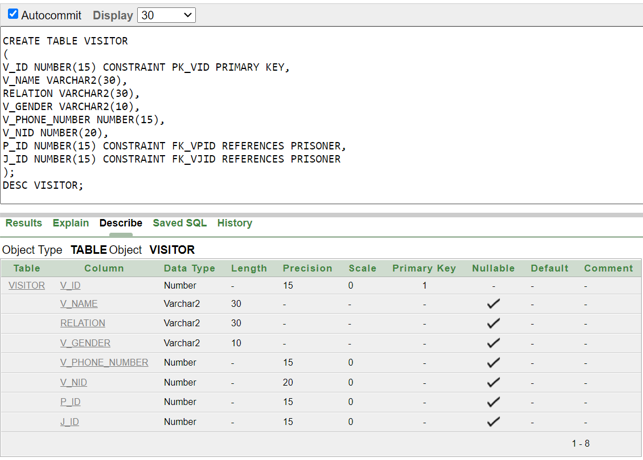 Autocommit Display 30
CREATE TABLE VISITOR
(
V_ID NUMBER(15) CONSTRAINT PK_VID PRIMARY KEY,
V_NAME VARCHAR2(30),
RELATION VARCHAR2(30),
V_GENDER VARCHAR2(10),
V_PHONE_NUMBER NUMBER(15),
V_NID NUMBER(20),
P_ID NUMBER(15) CONSTRAINT FK_VPID REFERENCES PRISONER,
J_ID NUMBER(15) CONSTRAINT FK_VJID REFERENCES PRISONER
);
DESC VISITOR;
Results Explain Describe Saved SQL History
Object Type TABLE Object VISITOR
Table Column Data Type Length Precision Scale Primary Key Nullable Default Comment
VISITOR V_ID Number - 15 0 1 - - -
V_NAME Varchar2 30 - - - - -
RELATION Varchar2 30 - - - - -
V_GENDER Varchar2 10 - - - - -
V_PHONE_NUMBER Number - 15 0 - - -
V_NID Number - 20 0 - - -
P_ID Number - 15 0 - - -
J_ID Number - 15 0 - - -
1 - 8